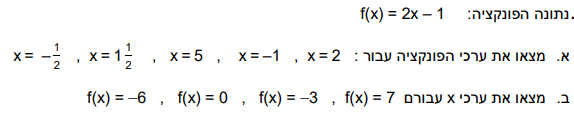 .נתונה הפונקציה: f(x) = 2x – 1
א. מצאו את ערכי הפונקציה עבור : x = 2 , x = –1 , x = 5 , x = 1 1/2 , x = – 1/2
ב. מצאו את ערכי x עבורם f(x) = 7 , f(x) = –3 , f(x) = 0 , f(x) = –6